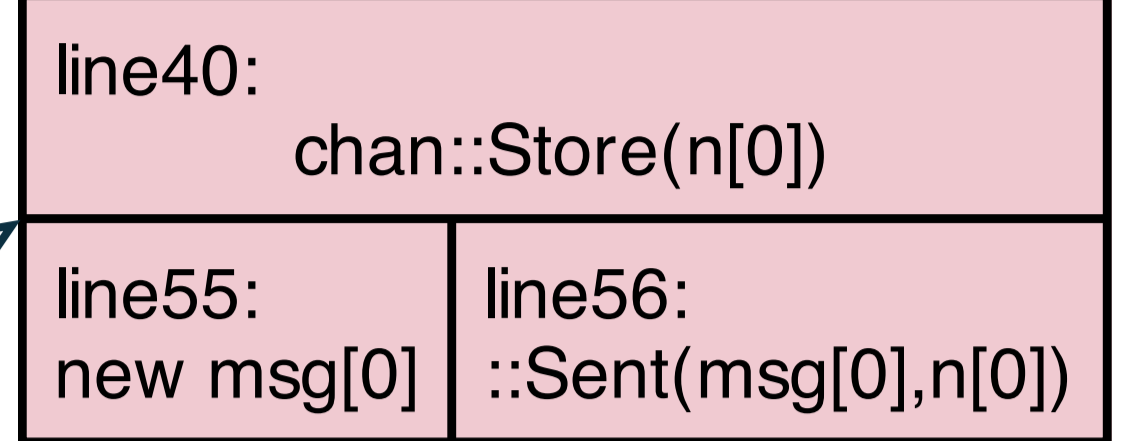 line40:
chan::Store(n[0])
line55:
new msg[0]
line56:
::Sent(msg[0],n[0])